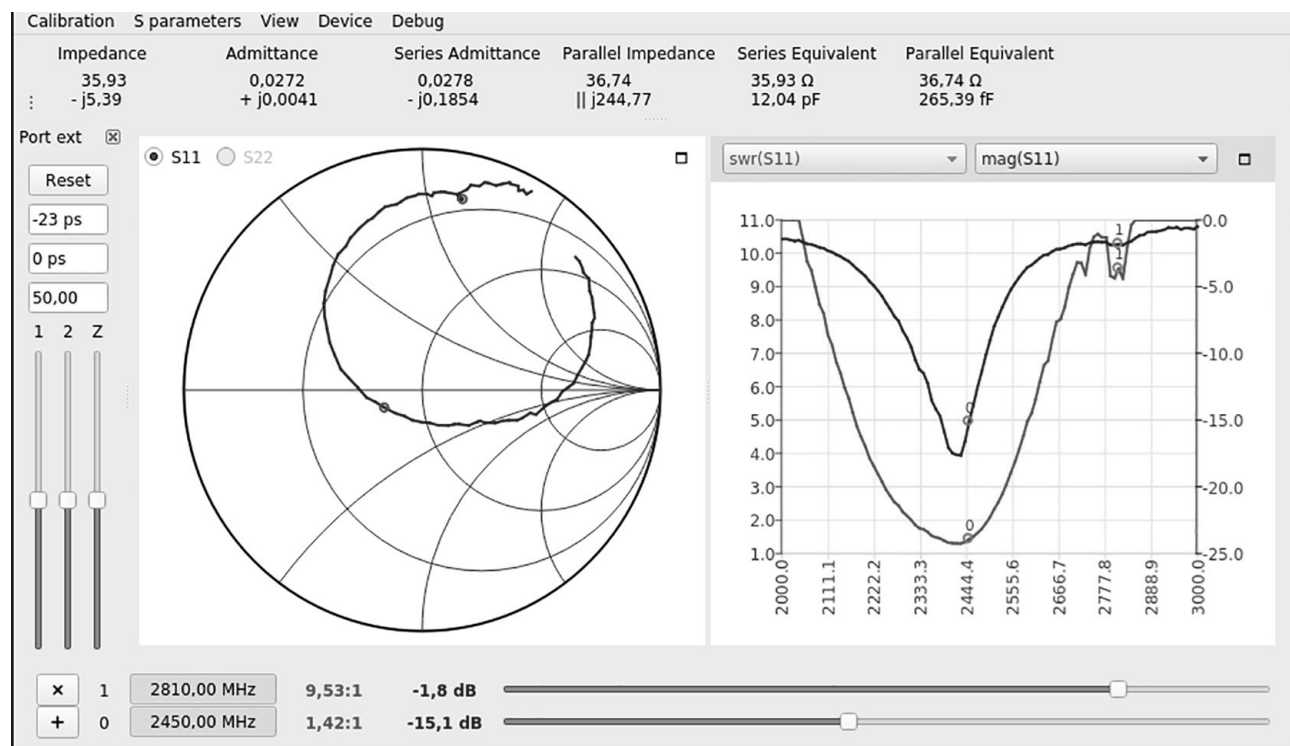 Calibration S parameters View Device Debug
Impedance Admittance Series Admittance Parallel Impedance Series Equivalent Parallel Equivalent
35,93 0,0272 0,0278 36,74 35,93 Ω 36,74 Ω
- j5,39 + j0,0041 - j0,1854 || j244,77 12,04 pF 265,39 fF
Port ext
Reset
-23 ps
0 ps
50,00
1 2 Z
S11 S22
swr(S11) mag(S11)
11.0 0.0
10.0
9.0 -5.0
8.0
7.0 -10.0
6.0
5.0 -15.0
4.0
3.0 -20.0
2.0
1.0 -25.0
1
1
0
0
2000.0 2111.1 2222.2 2333.3 2444.4 2555.6 2666.7 2777.8 2888.9 3000.0
× 1 2810,00 MHz 9,53:1 -1,8 dB
+ 0 2450,00 MHz 1,42:1 -15,1 dB